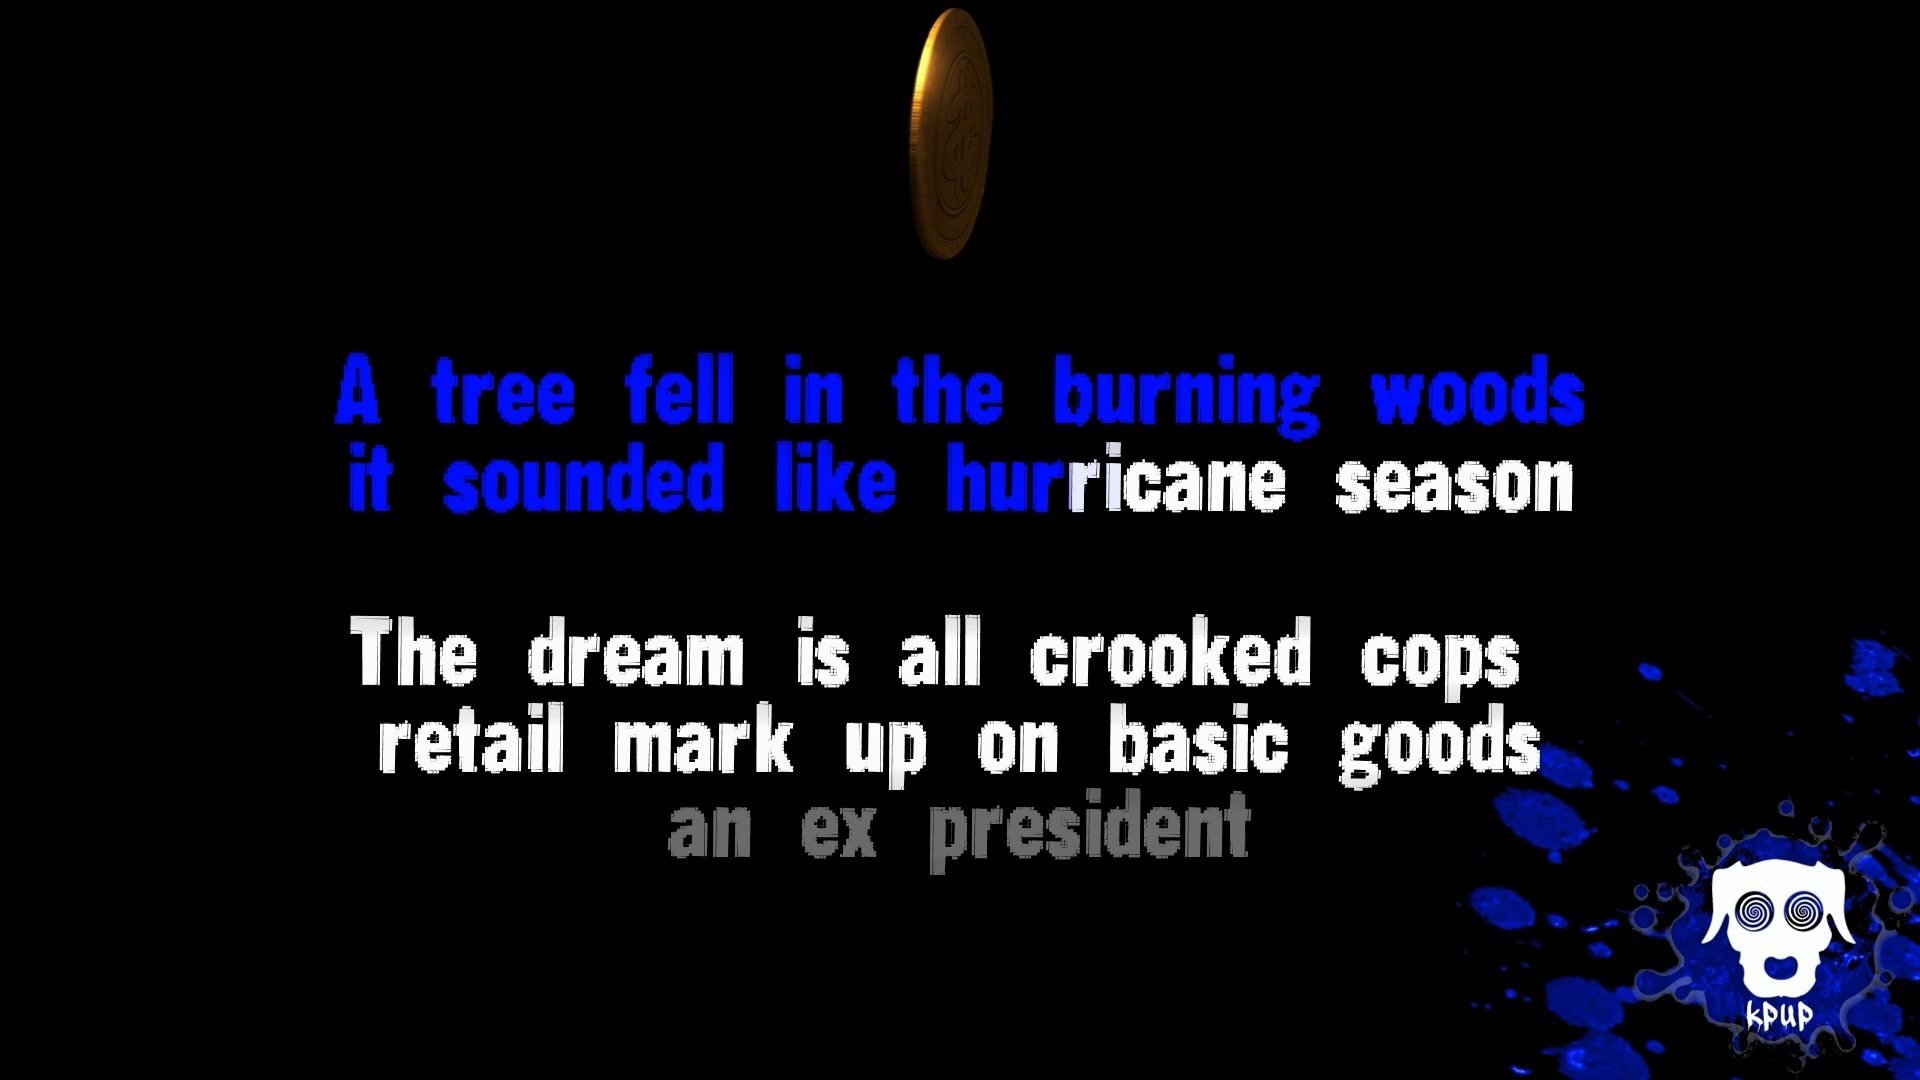 A tree fell in the burning woods
it sounded like hurricane season
The dream is all crooked cops
retail mark up on basic goods
an ex president
kpup